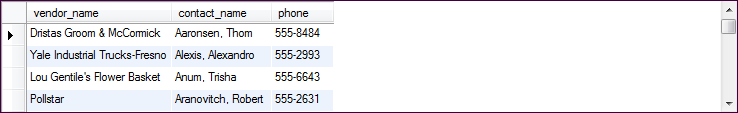 vendor_name contact_name phone
Dristas Groom & McCormick Aaronsen, Thom 555-8484
Yale Industrial Trucks-Fresno Alexis, Alexandro 555-2993
Lou Gentile's Flower Basket Anum, Trisha 555-6643
Pollstar Aranovitch, Robert 555-2631